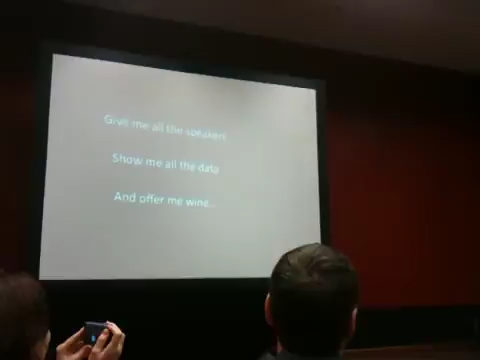 Give me all the speakers
Show me all the data
And offer me wine...